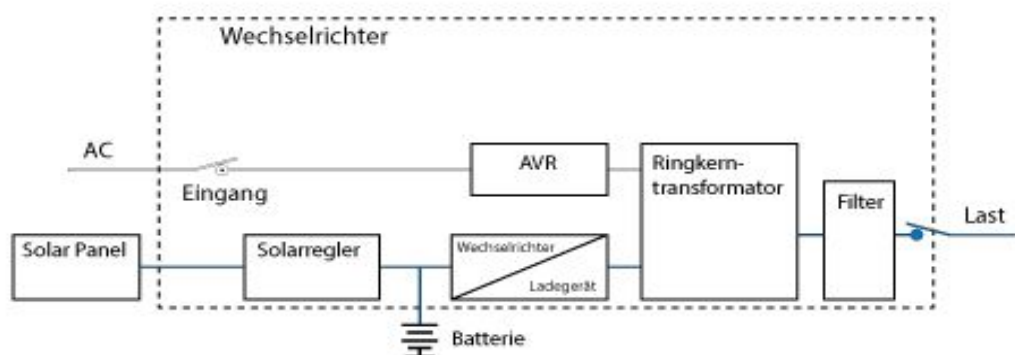 Wechselrichter
AC
Eingang
AVR
Ringkern-
transformator
Filter
Last
Solar Panel
Solarregler
Wechselrichter
Ladegerät
Batterie